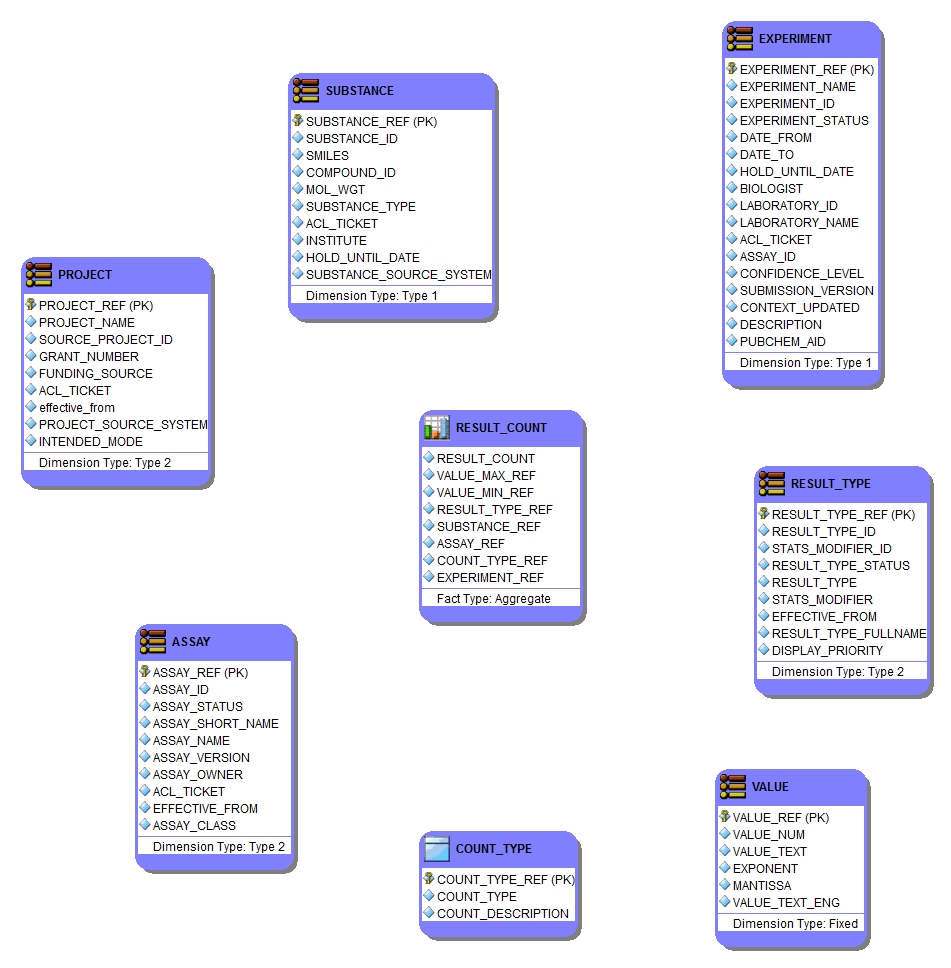 EXPERIMENT
EXPERIMENT_REF (PK)
EXPERIMENT_NAME
EXPERIMENT_ID
EXPERIMENT_STATUS
DATE_FROM
DATE_TO
HOLD_UNTIL_DATE
BIOLOGIST
LABORATORY_ID
LABORATORY_NAME
ACL_TICKET
ASSAY_ID
CONFIDENCE_LEVEL
SUBMISSION_VERSION
CONTEXT_UPDATED
DESCRIPTION
PUBCHEM_AID
Dimension Type: Type 1
SUBSTANCE
SUBSTANCE_REF (PK)
SUBSTANCE_ID
SMILES
COMPOUND_ID
MOL_WGT
SUBSTANCE_TYPE
ACL_TICKET
INSTITUTE
HOLD_UNTIL_DATE
SUBSTANCE_SOURCE_SYSTEM
Dimension Type: Type 1
PROJECT
PROJECT_REF (PK)
PROJECT_NAME
SOURCE_PROJECT_ID
GRANT_NUMBER
FUNDING_SOURCE
ACL_TICKET
effective_from
PROJECT_SOURCE_SYSTEM
INTENDED_MODE
Dimension Type: Type 2
RESULT_COUNT
RESULT_COUNT
VALUE_MAX_REF
VALUE_MIN_REF
RESULT_TYPE_REF
SUBSTANCE_REF
ASSAY_REF
COUNT_TYPE_REF
EXPERIMENT_REF
Fact Type: Aggregate
RESULT_TYPE
RESULT_TYPE_REF (PK)
RESULT_TYPE_ID
STATS_MODIFIER_ID
RESULT_TYPE_STATUS
RESULT_TYPE
STATS_MODIFIER
EFFECTIVE_FROM
RESULT_TYPE_FULLNAME
DISPLAY_PRIORITY
Dimension Type: Type 2
ASSAY
ASSAY_REF (PK)
ASSAY_ID
ASSAY_STATUS
ASSAY_SHORT_NAME
ASSAY_NAME
ASSAY_VERSION
ASSAY_OWNER
ACL_TICKET
EFFECTIVE_FROM
ASSAY_CLASS
Dimension Type: Type 2
VALUE
VALUE_REF (PK)
VALUE_NUM
VALUE_TEXT
EXPONENT
MANTISSA
VALUE_TEXT_ENG
Dimension Type: Fixed
COUNT_TYPE
COUNT_TYPE_REF (PK)
COUNT_TYPE
COUNT_DESCRIPTION